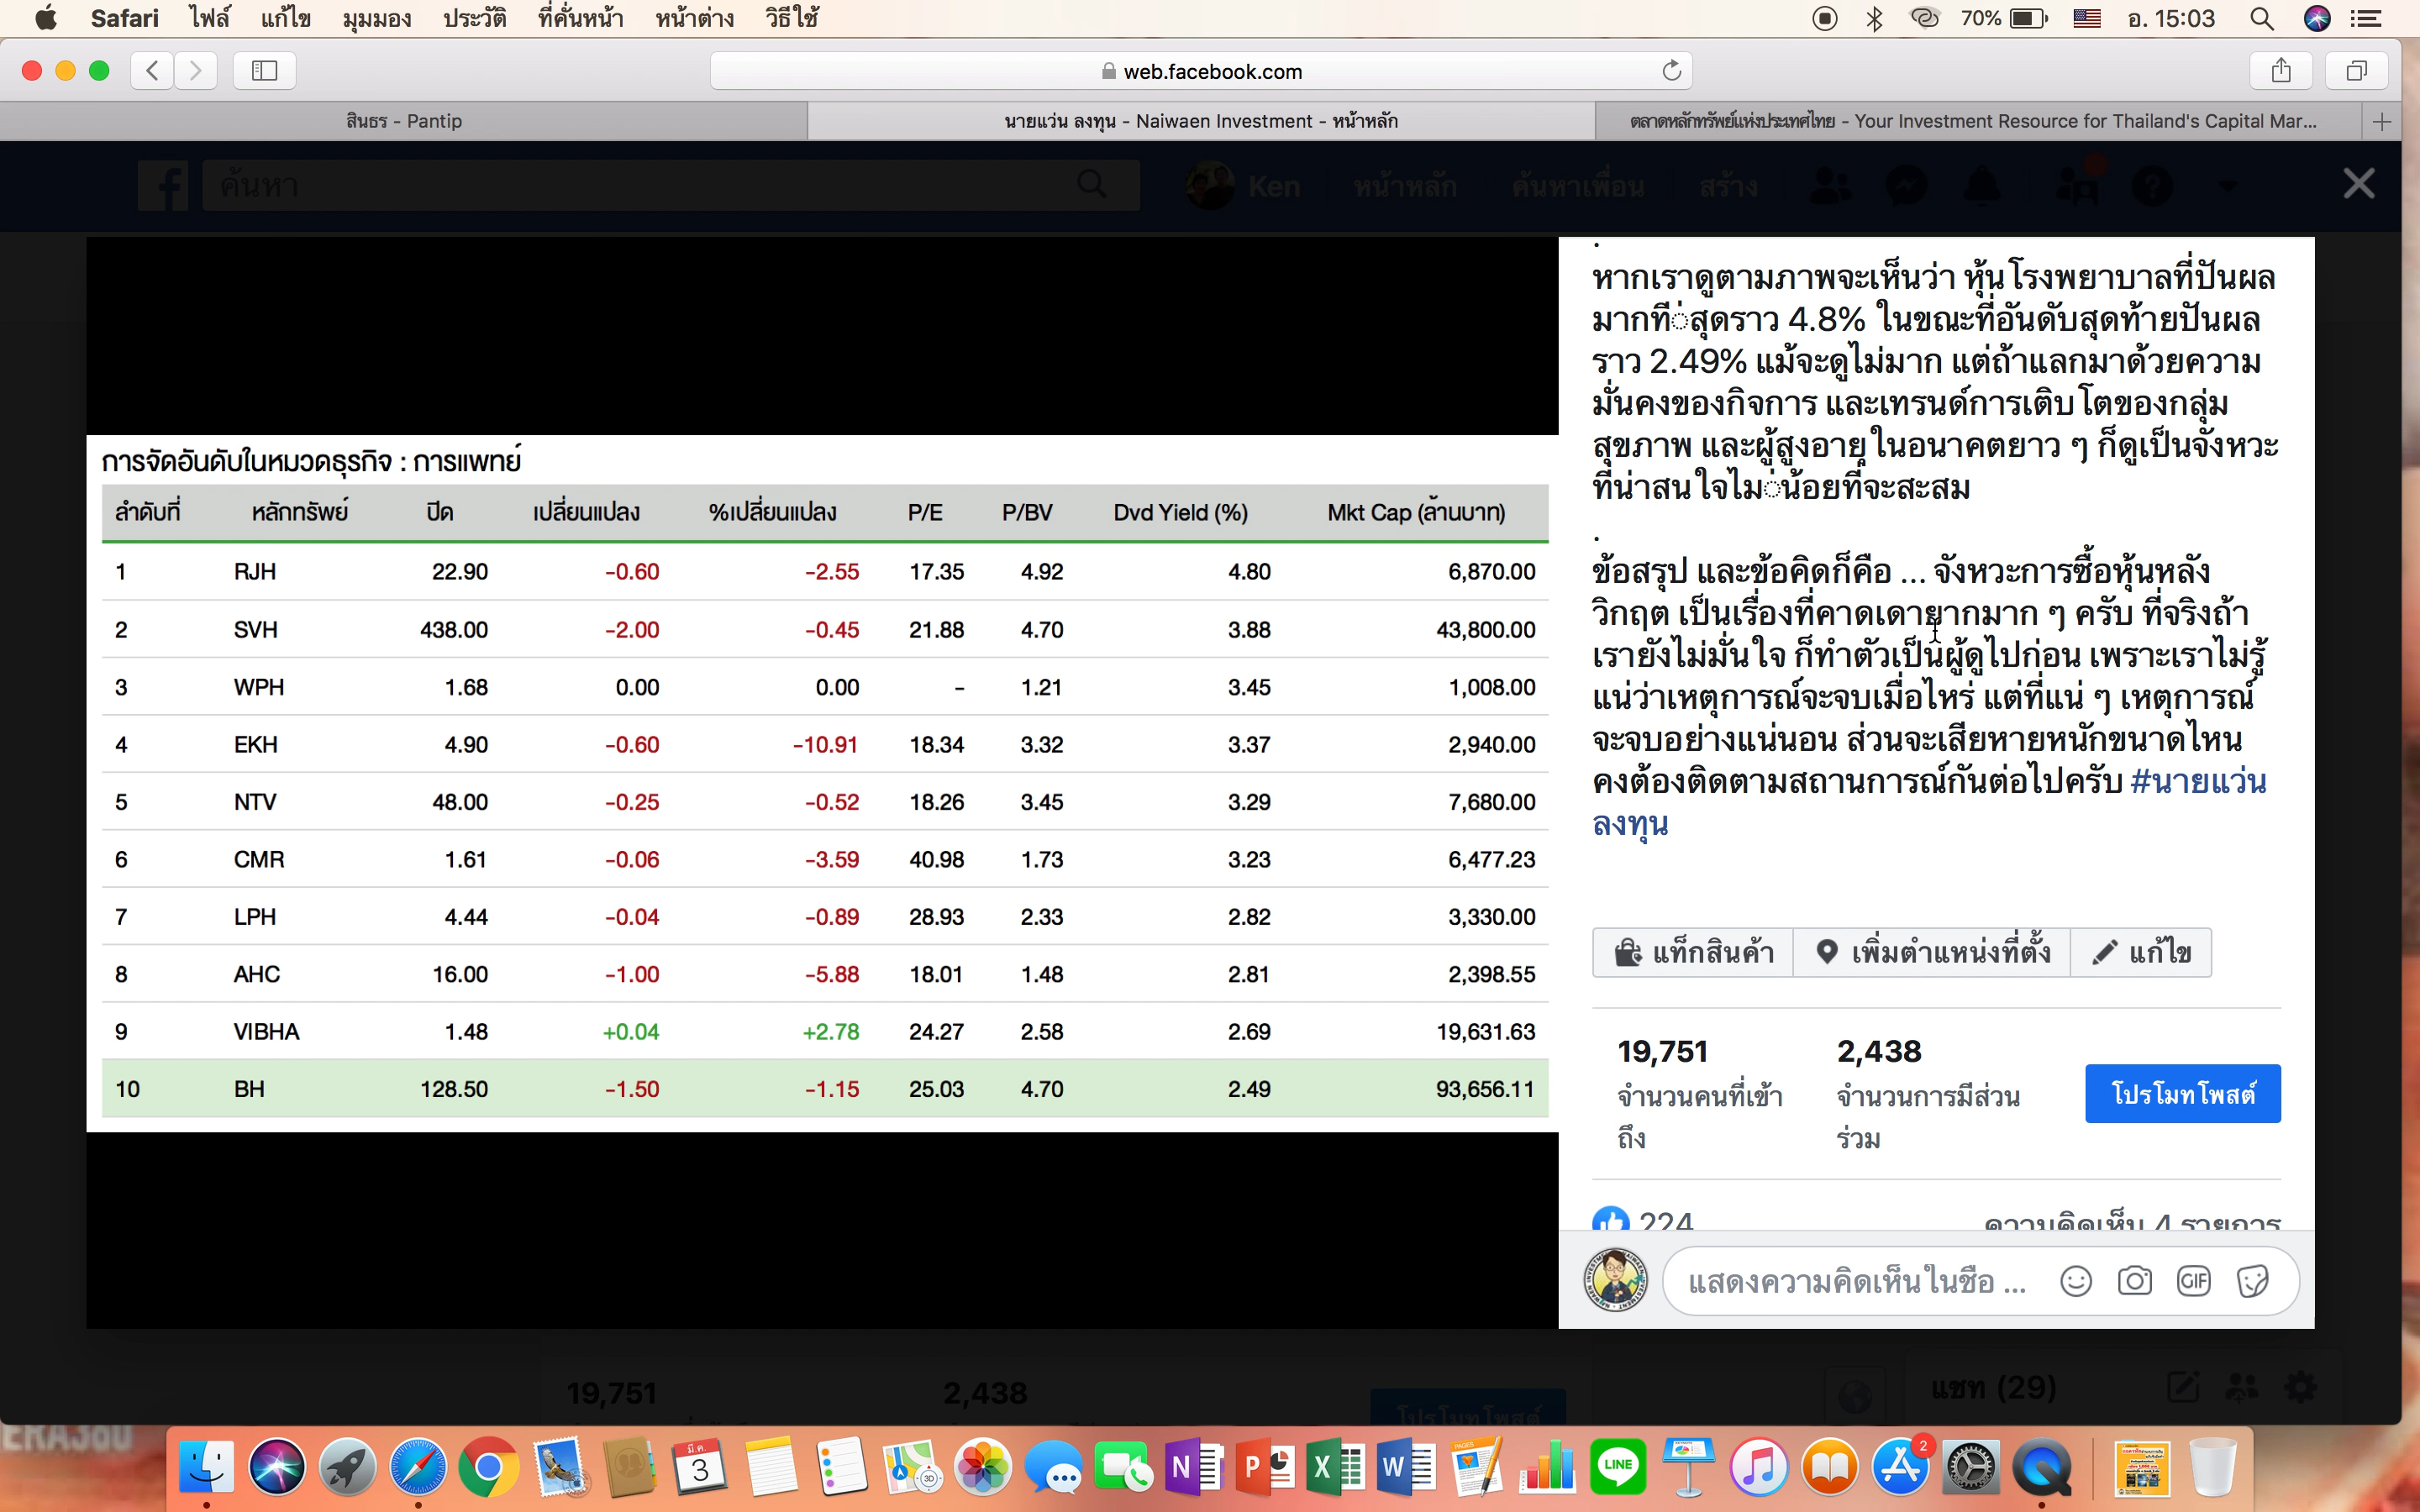 Safari ไฟล์ แก้ไข มุมมอง ประวัติ ที่คั่นหน้า หน้าต่าง วิธีใช้ 70% อ. 15:03
web.facebook.com
สินธร - Pantip นายแว่น ลงทุน - Naiwaen Investment - หน้าหลัก ตลาดหลักทรัพย์แห่งประเทศไทย - Your Investment Resource for Thailand's Capital Mar...
ค้นหา Ken หน้าหลัก ค้นหาเพื่อน สร้าง
การจัดอันดับในหมวดธุรกิจ : การแพทย์
ลำดับที่ หลักทรัพย์ ปิด เปลี่ยนแปลง %เปลี่ยนแปลง P/E P/BV Dvd Yield (%) Mkt Cap (ล้านบาท)
1 RJH 22.90 -0.60 -2.55 17.35 4.92 4.80 6,870.00
2 SVH 438.00 -2.00 -0.45 21.88 4.70 3.88 43,800.00
3 WPH 1.68 0.00 0.00 - 1.21 3.45 1,008.00
4 EKH 4.90 -0.60 -10.91 18.34 3.32 3.37 2,940.00
5 NTV 48.00 -0.25 -0.52 18.26 3.45 3.29 7,680.00
6 CMR 1.61 -0.06 -3.59 40.98 1.73 3.23 6,477.23
7 LPH 4.44 -0.04 -0.89 28.93 2.33 2.82 3,330.00
8 AHC 16.00 -1.00 -5.88 18.01 1.48 2.81 2,398.55
9 VIBHA 1.48 +0.04 +2.78 24.27 2.58 2.69 19,631.63
10 BH 128.50 -1.50 -1.15 25.03 4.70 2.49 93,656.11
.
หากเราดูตามภาพจะเห็นว่า หุ้นโรงพยาบาลที่ปันผล
มากที่สุดราว 4.8% ในขณะที่อันดับสุดท้ายปันผล
ราว 2.49% แม้จะดูไม่มาก แต่ถ้าแลกมาด้วยความ
มั่นคงของกิจการ และเทรนด์การเติบโตของกลุ่ม
สุขภาพ และผู้สูงอายุ ในอนาคตยาว ๆ ก็ดูเป็นจังหวะ
ที่น่าสนใจไม่น้อยที่จะสะสม
.
ข้อสรุป และข้อคิดก็คือ ... จังหวะการซื้อหุ้นหลัง
วิกฤต เป็นเรื่องที่คาดเดายากมาก ๆ ครับ ที่จริงถ้า
เรายังไม่มั่นใจ ก็ทำตัวเป็นผู้ดูไปก่อน เพราะเราไม่รู้
แน่ว่าเหตุการณ์จะจบเมื่อไหร่ แต่ที่แน่ ๆ เหตุการณ์
จะจบอย่างแน่นอน ส่วนจะเสียหายหนักขนาดไหน
คงต้องติดตามสถานการณ์กันต่อไปครับ #นายแว่น
ลงทุน
แท็กสินค้า เพิ่มตำแหน่งที่ตั้ง แก้ไข
19,751 2,438
จำนวนคนที่เข้า จำนวนการมีส่วน โปรโมทโพสต์
ถึง ร่วม
224 ความคิดเห็น 4 รายการ
แสดงความคิดเห็นในชื่อ ... GIF
19,751 2,438 แชท (29)
โปรโมทโพสต์
ERA360
มี.ค.
3
3D
N P X W PAGES LINE 2